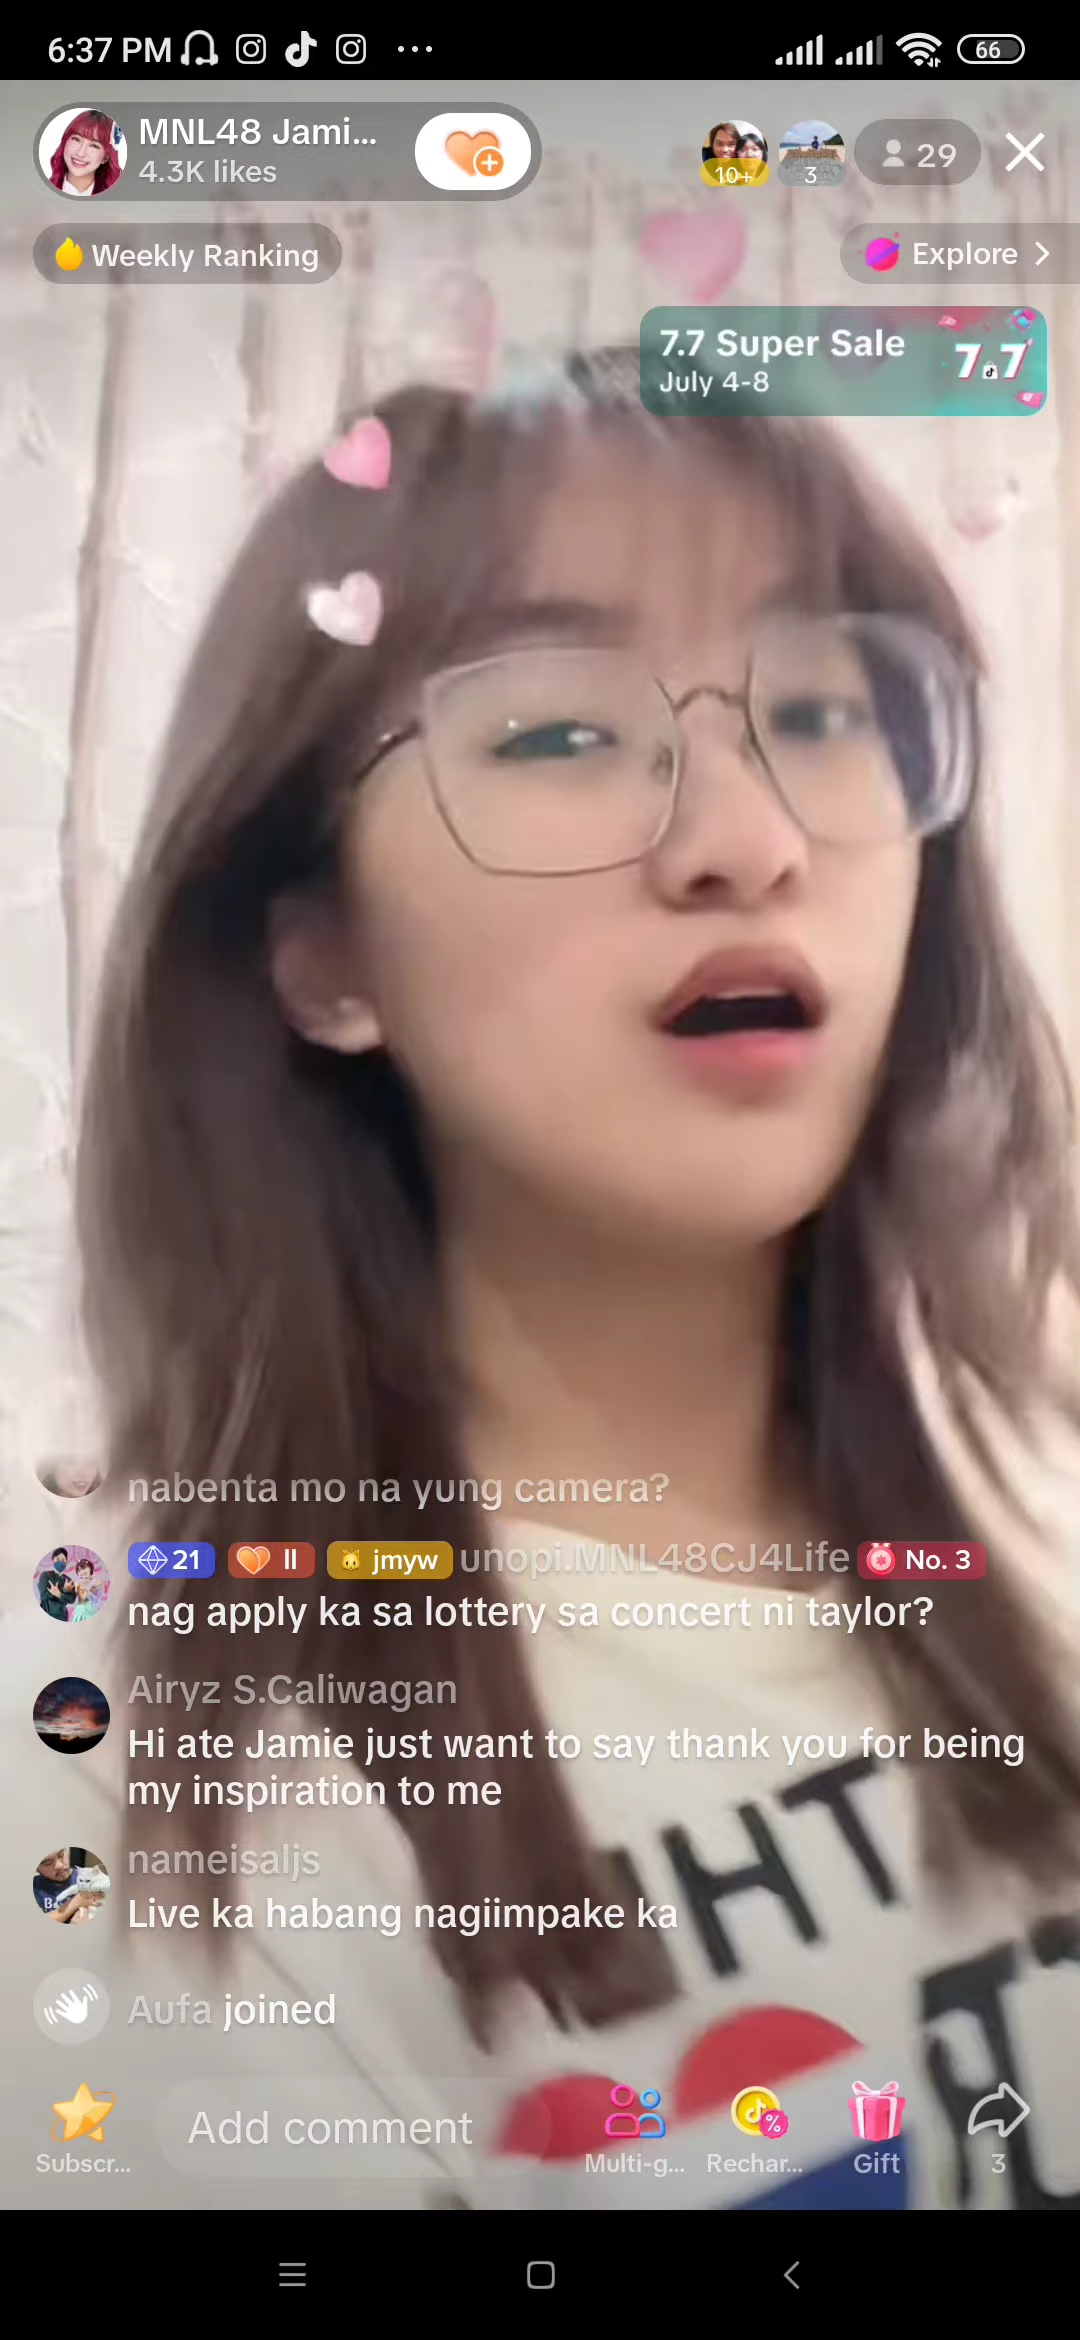 6:37 PM
66
MNL48 Jami...
4.3K likes
10+
3
29
Weekly Ranking
Explore
7.7 Super Sale
July 4-8
7.7
nabenta mo na yung camera?
21 II jmyw unopi.MNL48CJ4Life No. 3
nag apply ka sa lottery sa concert ni taylor?
Airyz S.Caliwagan
Hi ate Jamie just want to say thank you for being
my inspiration to me
nameisaljs
Live ka habang nagiimpake ka
Aufa joined
Add comment
Subscr...
Multi-g...
Rechar...
Gift
3